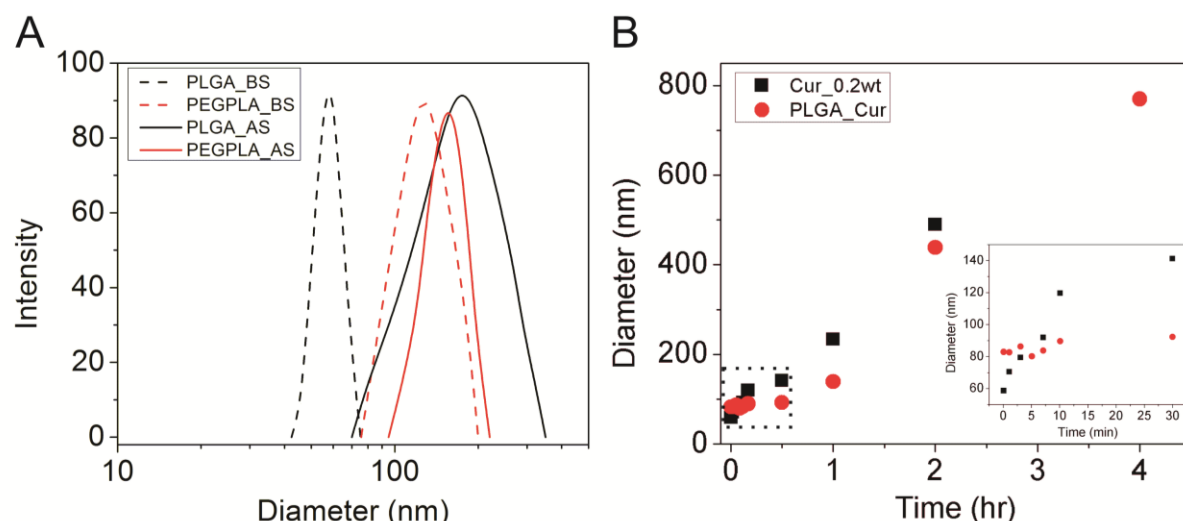 A
100
80
60
40
20
0
Intensity
PLGA_BS
PEGPLA_BS
PLGA_AS
PEGPLA_AS
10
100
Diameter (nm)
B
800
600
400
200
0
Diameter (nm)
Cur_0.2wt
PLGA_Cur
0
1
2
3
4
Time (hr)
140
120
100
80
60
Diameter (nm)
0
5
10
15
20
25
30
Time (min)